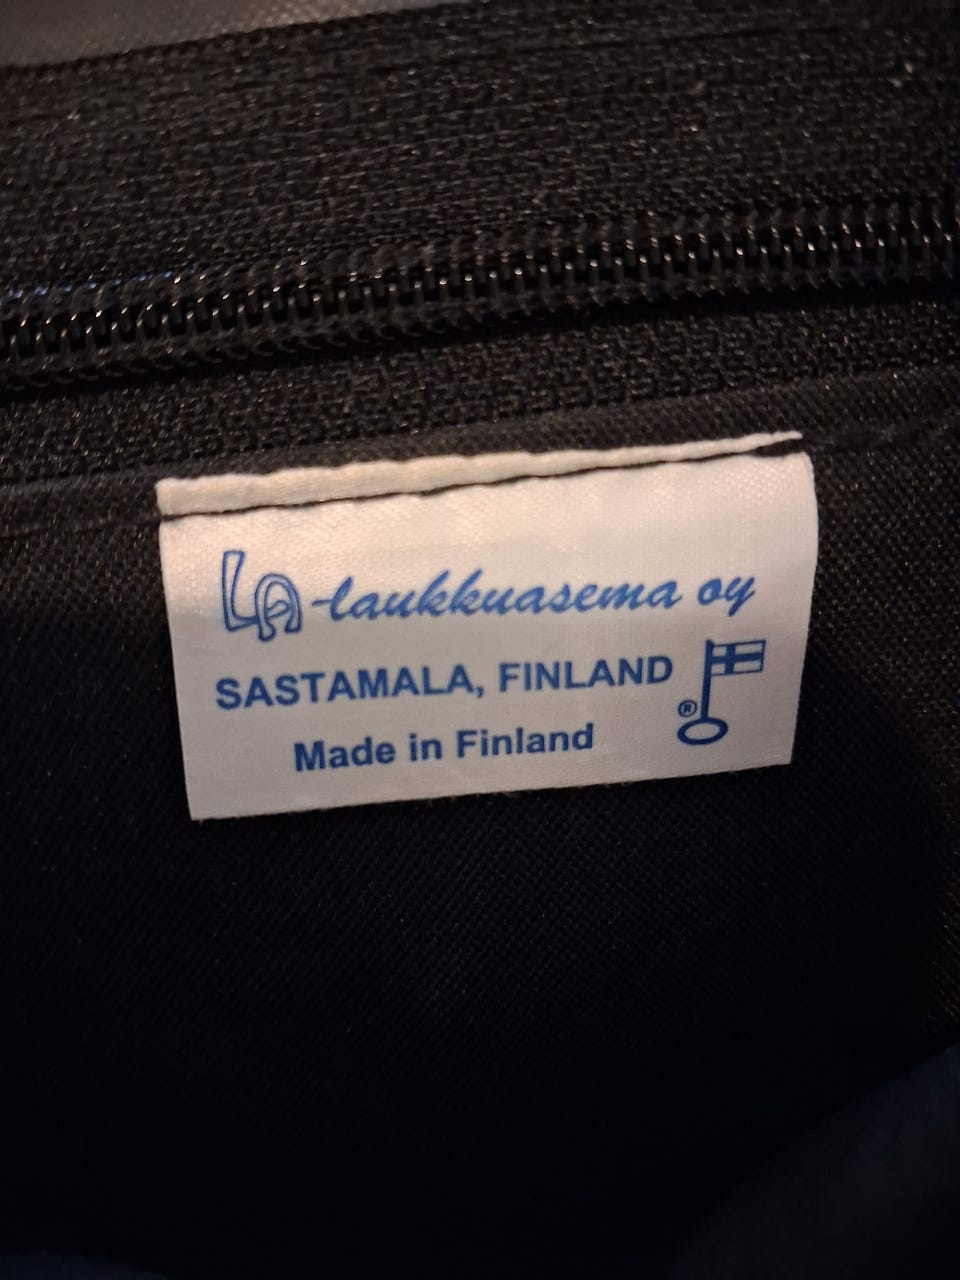 LA-laukkuasema oy
SASTAMALA, FINLAND
®
Made in Finland